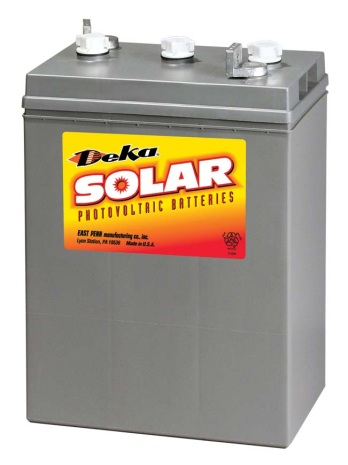 Deka
SOLAR
PHOTOVOLTAIC BATTERIES
EAST PENN manufacturing co., inc.
Lyon Station, PA 19536 Made in U.S.A.